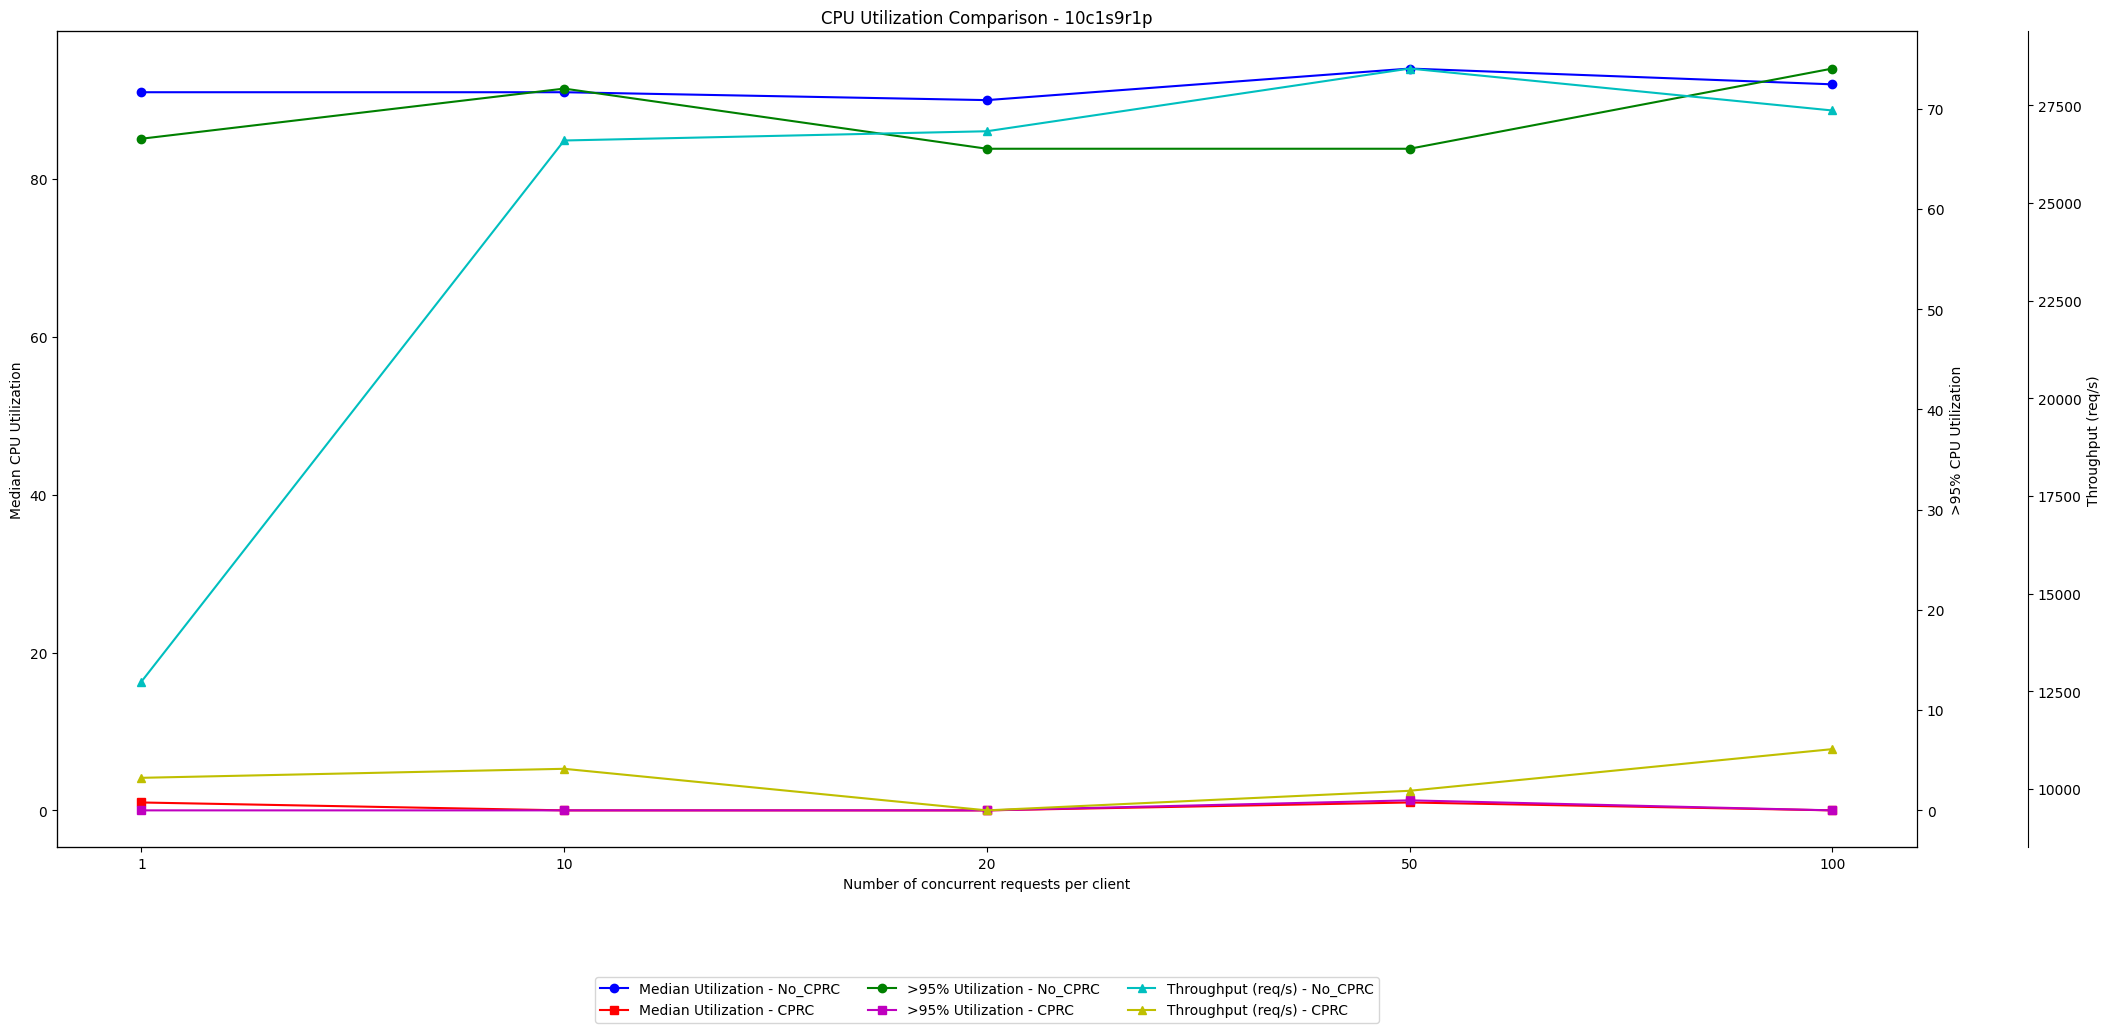 CPU Utilization Comparison - 10c1s9r1p
Median CPU Utilization
80
60
40
20
0
1
10
20
50
100
Number of concurrent requests per client
70
60
50
40
30
20
10
0
>95% CPU Utilization
27500
25000
22500
20000
17500
15000
12500
10000
Throughput (req/s)
Median Utilization - No_CPRC
Median Utilization - CPRC
>95% Utilization - No_CPRC
>95% Utilization - CPRC
Throughput (req/s) - No_CPRC
Throughput (req/s) - CPRC